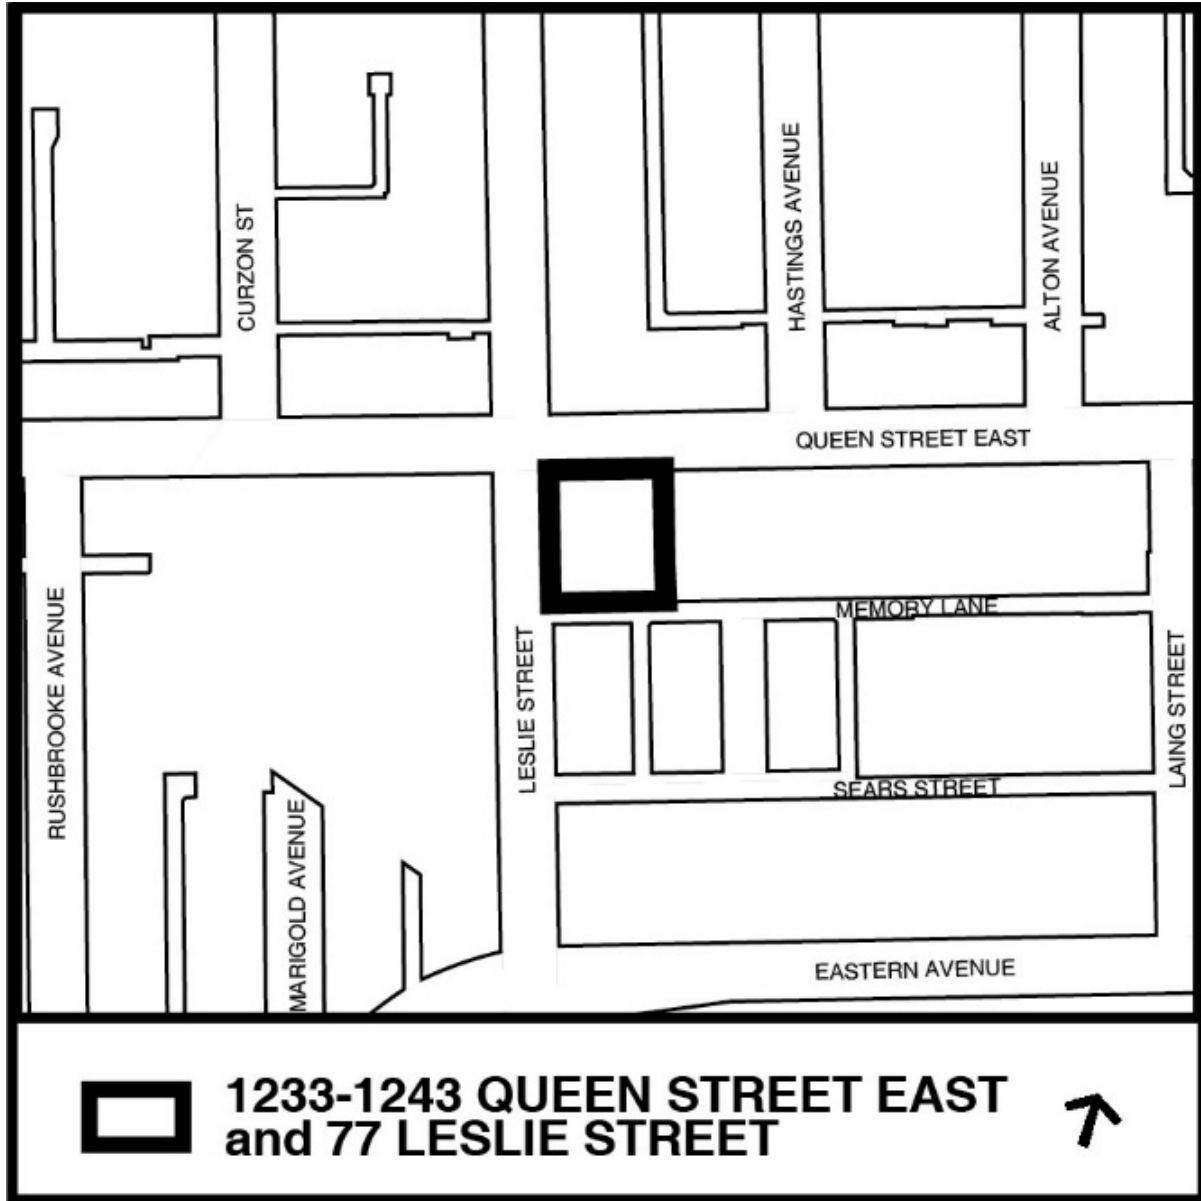 CURZON ST
HASTINGS AVENUE
ALTON AVENUE
QUEEN STREET EAST
RUSHBROOKE AVENUE
MEMORY LANE
LESLIE STREET
LAING STREET
SEARS STREET
MARIGOLD AVENUE
EASTERN AVENUE
1233-1243 QUEEN STREET EAST
and 77 LESLIE STREET